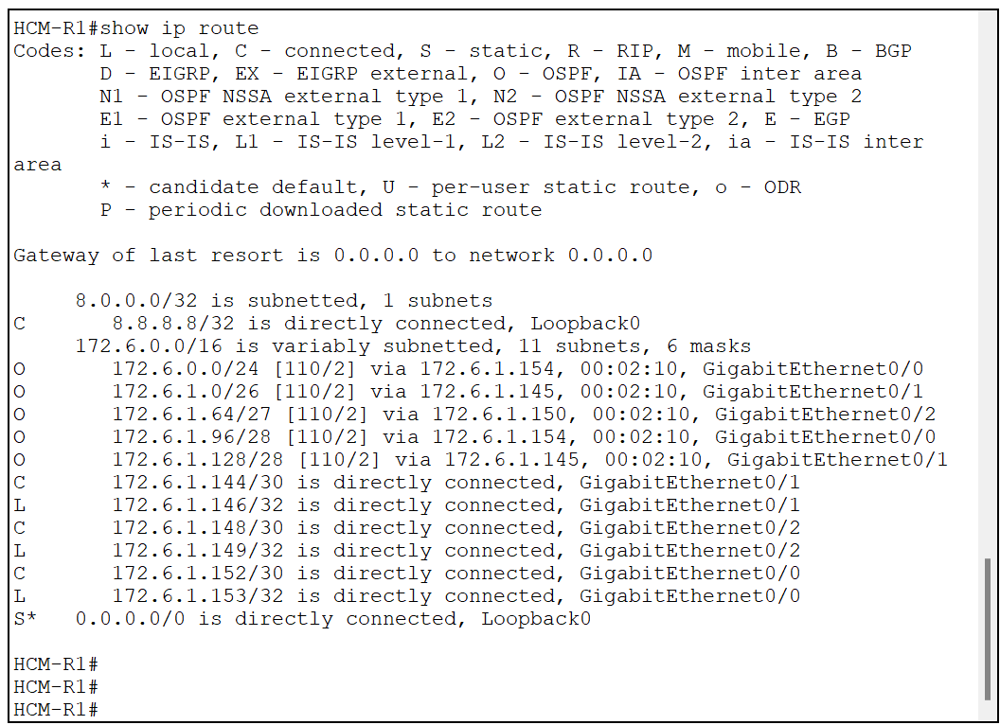 HCM-R1#show ip route
Codes: L - local, C - connected, S - static, R - RIP, M - mobile, B - BGP
       D - EIGRP, EX - EIGRP external, O - OSPF, IA - OSPF inter area
       N1 - OSPF NSSA external type 1, N2 - OSPF NSSA external type 2
       E1 - OSPF external type 1, E2 - OSPF external type 2, E - EGP
       i - IS-IS, L1 - IS-IS level-1, L2 - IS-IS level-2, ia - IS-IS inter
area
       * - candidate default, U - per-user static route, o - ODR
       P - periodic downloaded static route

Gateway of last resort is 0.0.0.0 to network 0.0.0.0

     8.0.0.0/32 is subnetted, 1 subnets
C       8.8.8.8/32 is directly connected, Loopback0
     172.6.0.0/16 is variably subnetted, 11 subnets, 6 masks
O       172.6.0.0/24 [110/2] via 172.6.1.154, 00:02:10, GigabitEthernet0/0
O       172.6.1.0/26 [110/2] via 172.6.1.145, 00:02:10, GigabitEthernet0/1
O       172.6.1.64/27 [110/2] via 172.6.1.150, 00:02:10, GigabitEthernet0/2
O       172.6.1.96/28 [110/2] via 172.6.1.154, 00:02:10, GigabitEthernet0/0
O       172.6.1.128/28 [110/2] via 172.6.1.145, 00:02:10, GigabitEthernet0/1
C       172.6.1.144/30 is directly connected, GigabitEthernet0/1
L       172.6.1.146/32 is directly connected, GigabitEthernet0/1
C       172.6.1.148/30 is directly connected, GigabitEthernet0/2
L       172.6.1.149/32 is directly connected, GigabitEthernet0/2
C       172.6.1.152/30 is directly connected, GigabitEthernet0/0
L       172.6.1.153/32 is directly connected, GigabitEthernet0/0
S*   0.0.0.0/0 is directly connected, Loopback0

HCM-R1#
HCM-R1#
HCM-R1#